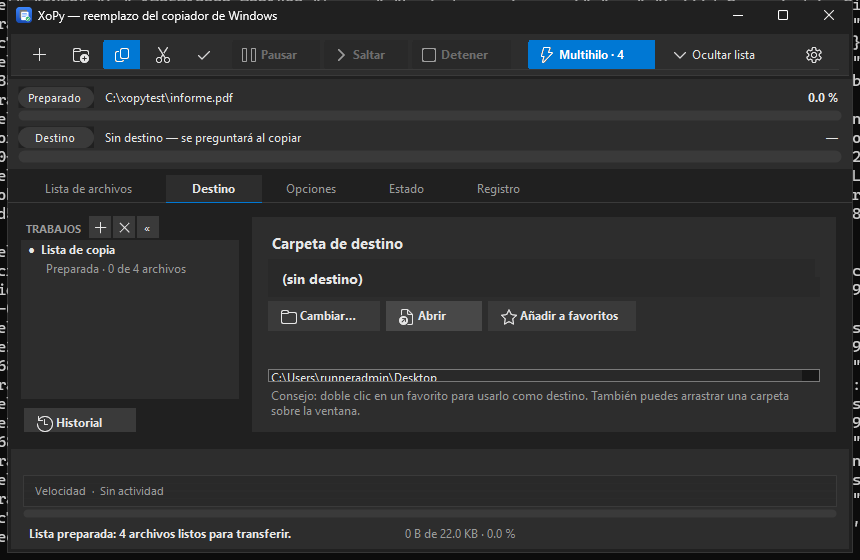 XoPy — reemplazo del copiador de Windows
Pausar
Saltar
Detener
Multihilo · 4
Ocultar lista
Preparado
C:\xopytest\informe.pdf
0.0 %
Destino
Sin destino — se preguntará al copiar
—
Lista de archivos
Destino
Opciones
Estado
Registro
TRABAJOS
Lista de copia
Preparada · 0 de 4 archivos
Historial
Carpeta de destino
(sin destino)
Cambiar...
Abrir
Añadir a favoritos
C:\Users\runneradmin\Desktop
Consejo: doble clic en un favorito para usarlo como destino. También puedes arrastrar una carpeta
sobre la ventana.
Velocidad · Sin actividad
Lista preparada: 4 archivos listos para transferir.
0 B de 22.0 KB · 0.0 %